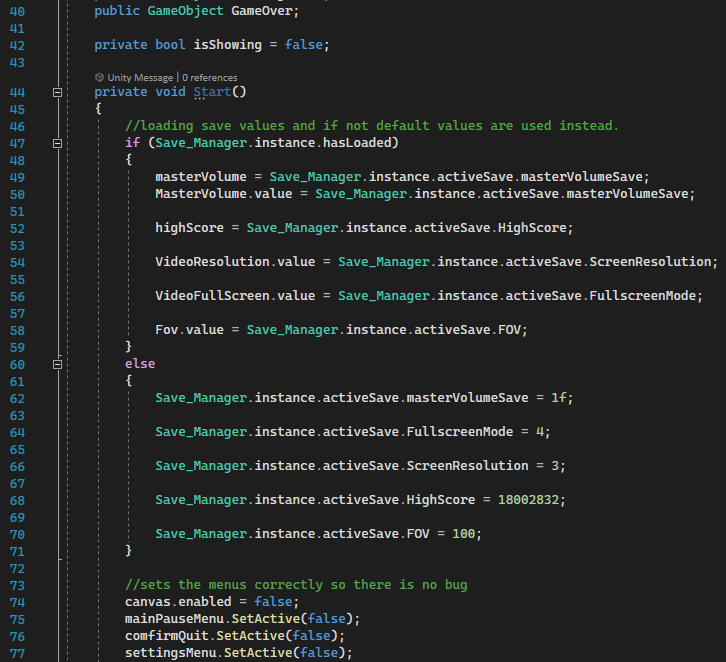 40 public GameObject GameOver;
41
42 private bool isShowing = false;
43
Unity Message | 0 references
44 private void Start()
45 {
46 //loading save values and if not default values are used instead.
47 if (Save_Manager.instance.hasLoaded)
48 {
49 masterVolume = Save_Manager.instance.activeSave.masterVolumeSave;
50 MasterVolume.value = Save_Manager.instance.activeSave.masterVolumeSave;
51
52 highScore = Save_Manager.instance.activeSave.HighScore;
53
54 VideoResolution.value = Save_Manager.instance.activeSave.ScreenResolution;
55
56 VideoFullScreen.value = Save_Manager.instance.activeSave.FullscreenMode;
57
58 Fov.value = Save_Manager.instance.activeSave.FOV;
59 }
60 else
61 {
62 Save_Manager.instance.activeSave.masterVolumeSave = 1f;
63
64 Save_Manager.instance.activeSave.FullscreenMode = 4;
65
66 Save_Manager.instance.activeSave.ScreenResolution = 3;
67
68 Save_Manager.instance.activeSave.HighScore = 18002832;
69
70 Save_Manager.instance.activeSave.FOV = 100;
71 }
72
73 //sets the menus correctly so there is no bug
74 canvas.enabled = false;
75 mainPauseMenu.SetActive(false);
76 comfirmQuit.SetActive(false);
77 settingsMenu.SetActive(false);